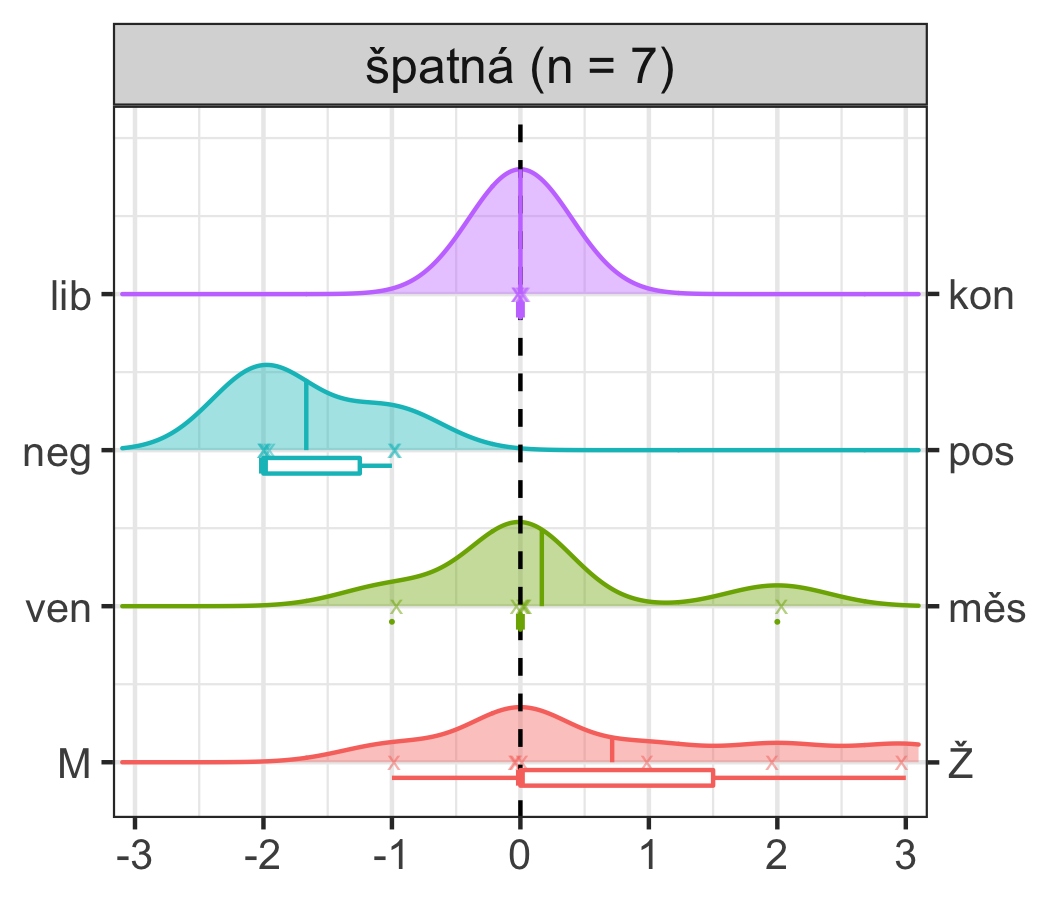 špatná (n = 7)
lib kon
neg pos
ven měs
M Ž
-3 -2 -1 0 1 2 3